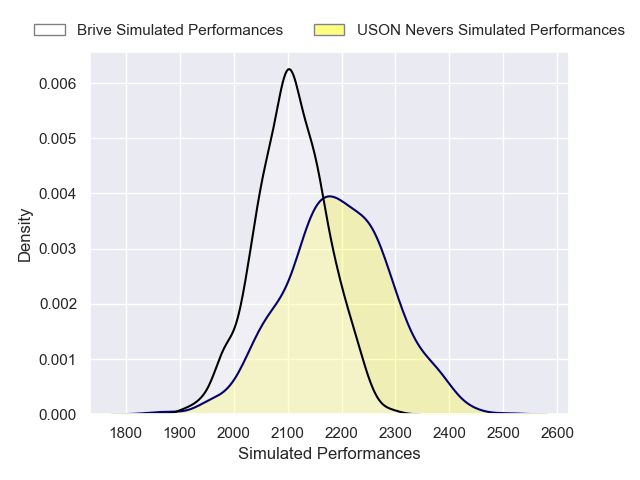 Brive Simulated Performances
USON Nevers Simulated Performances
0.006
0.005
0.004
0.003
0.002
0.001
0.000
Density
1800 1900 2000 2100 2200 2300 2400 2500 2600
Simulated Performances